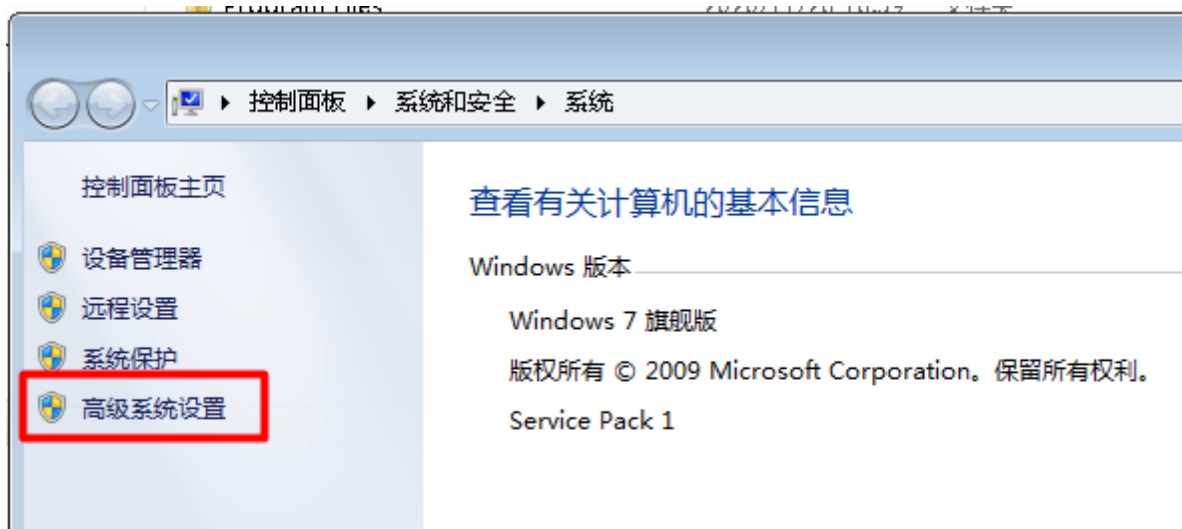 控制面板 系统和安全 系统
控制面板主页
设备管理器
远程设置
系统保护
高级系统设置
查看有关计算机的基本信息
Windows 版本
Windows 7 旗舰版
版权所有 © 2009 Microsoft Corporation。保留所有权利。
Service Pack 1